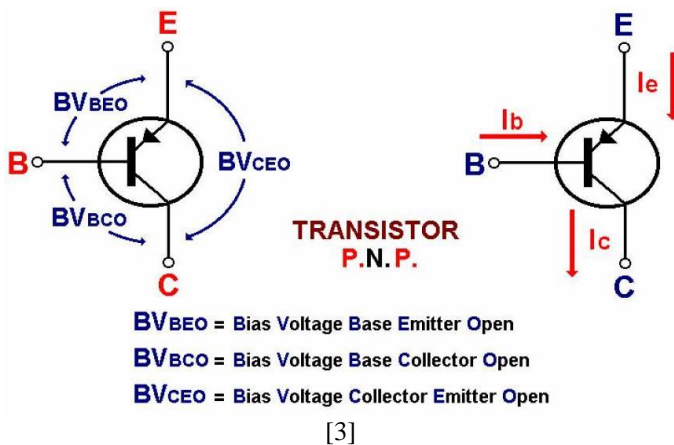 E
E
BVBEO
Ie
Ib
B
BVCEO
B
BVBCO
TRANSISTOR
P.N.P.
Ic
C
C
BVBEO = Bias Voltage Base Emitter Open
BVBCO = Bias Voltage Base Collector Open
BVCEO = Bias Voltage Collector Emitter Open
[3]